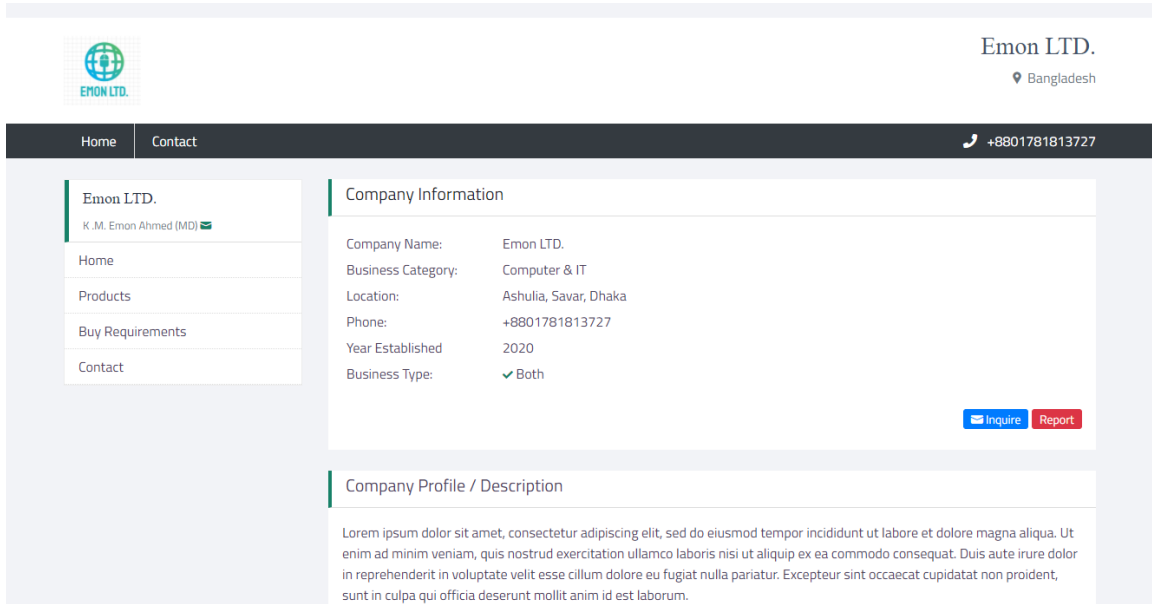 EMON LTD.
Emon LTD.
Bangladesh
Home Contact +8801781813727
Emon LTD.
K .M. Emon Ahmed (MD)
Home
Products
Buy Requirements
Contact
Company Information
Company Name: Emon LTD.
Business Category: Computer & IT
Location: Ashulia, Savar, Dhaka
Phone: +8801781813727
Year Established 2020
Business Type: Both
Inquire Report
Company Profile / Description
Lorem ipsum dolor sit amet, consectetur adipiscing elit, sed do eiusmod tempor incididunt ut labore et dolore magna aliqua. Ut
enim ad minim veniam, quis nostrud exercitation ullamco laboris nisi ut aliquip ex ea commodo consequat. Duis aute irure dolor
in reprehenderit in voluptate velit esse cillum dolore eu fugiat nulla pariatur. Excepteur sint occaecat cupidatat non proident,
sunt in culpa qui officia deserunt mollit anim id est laborum.